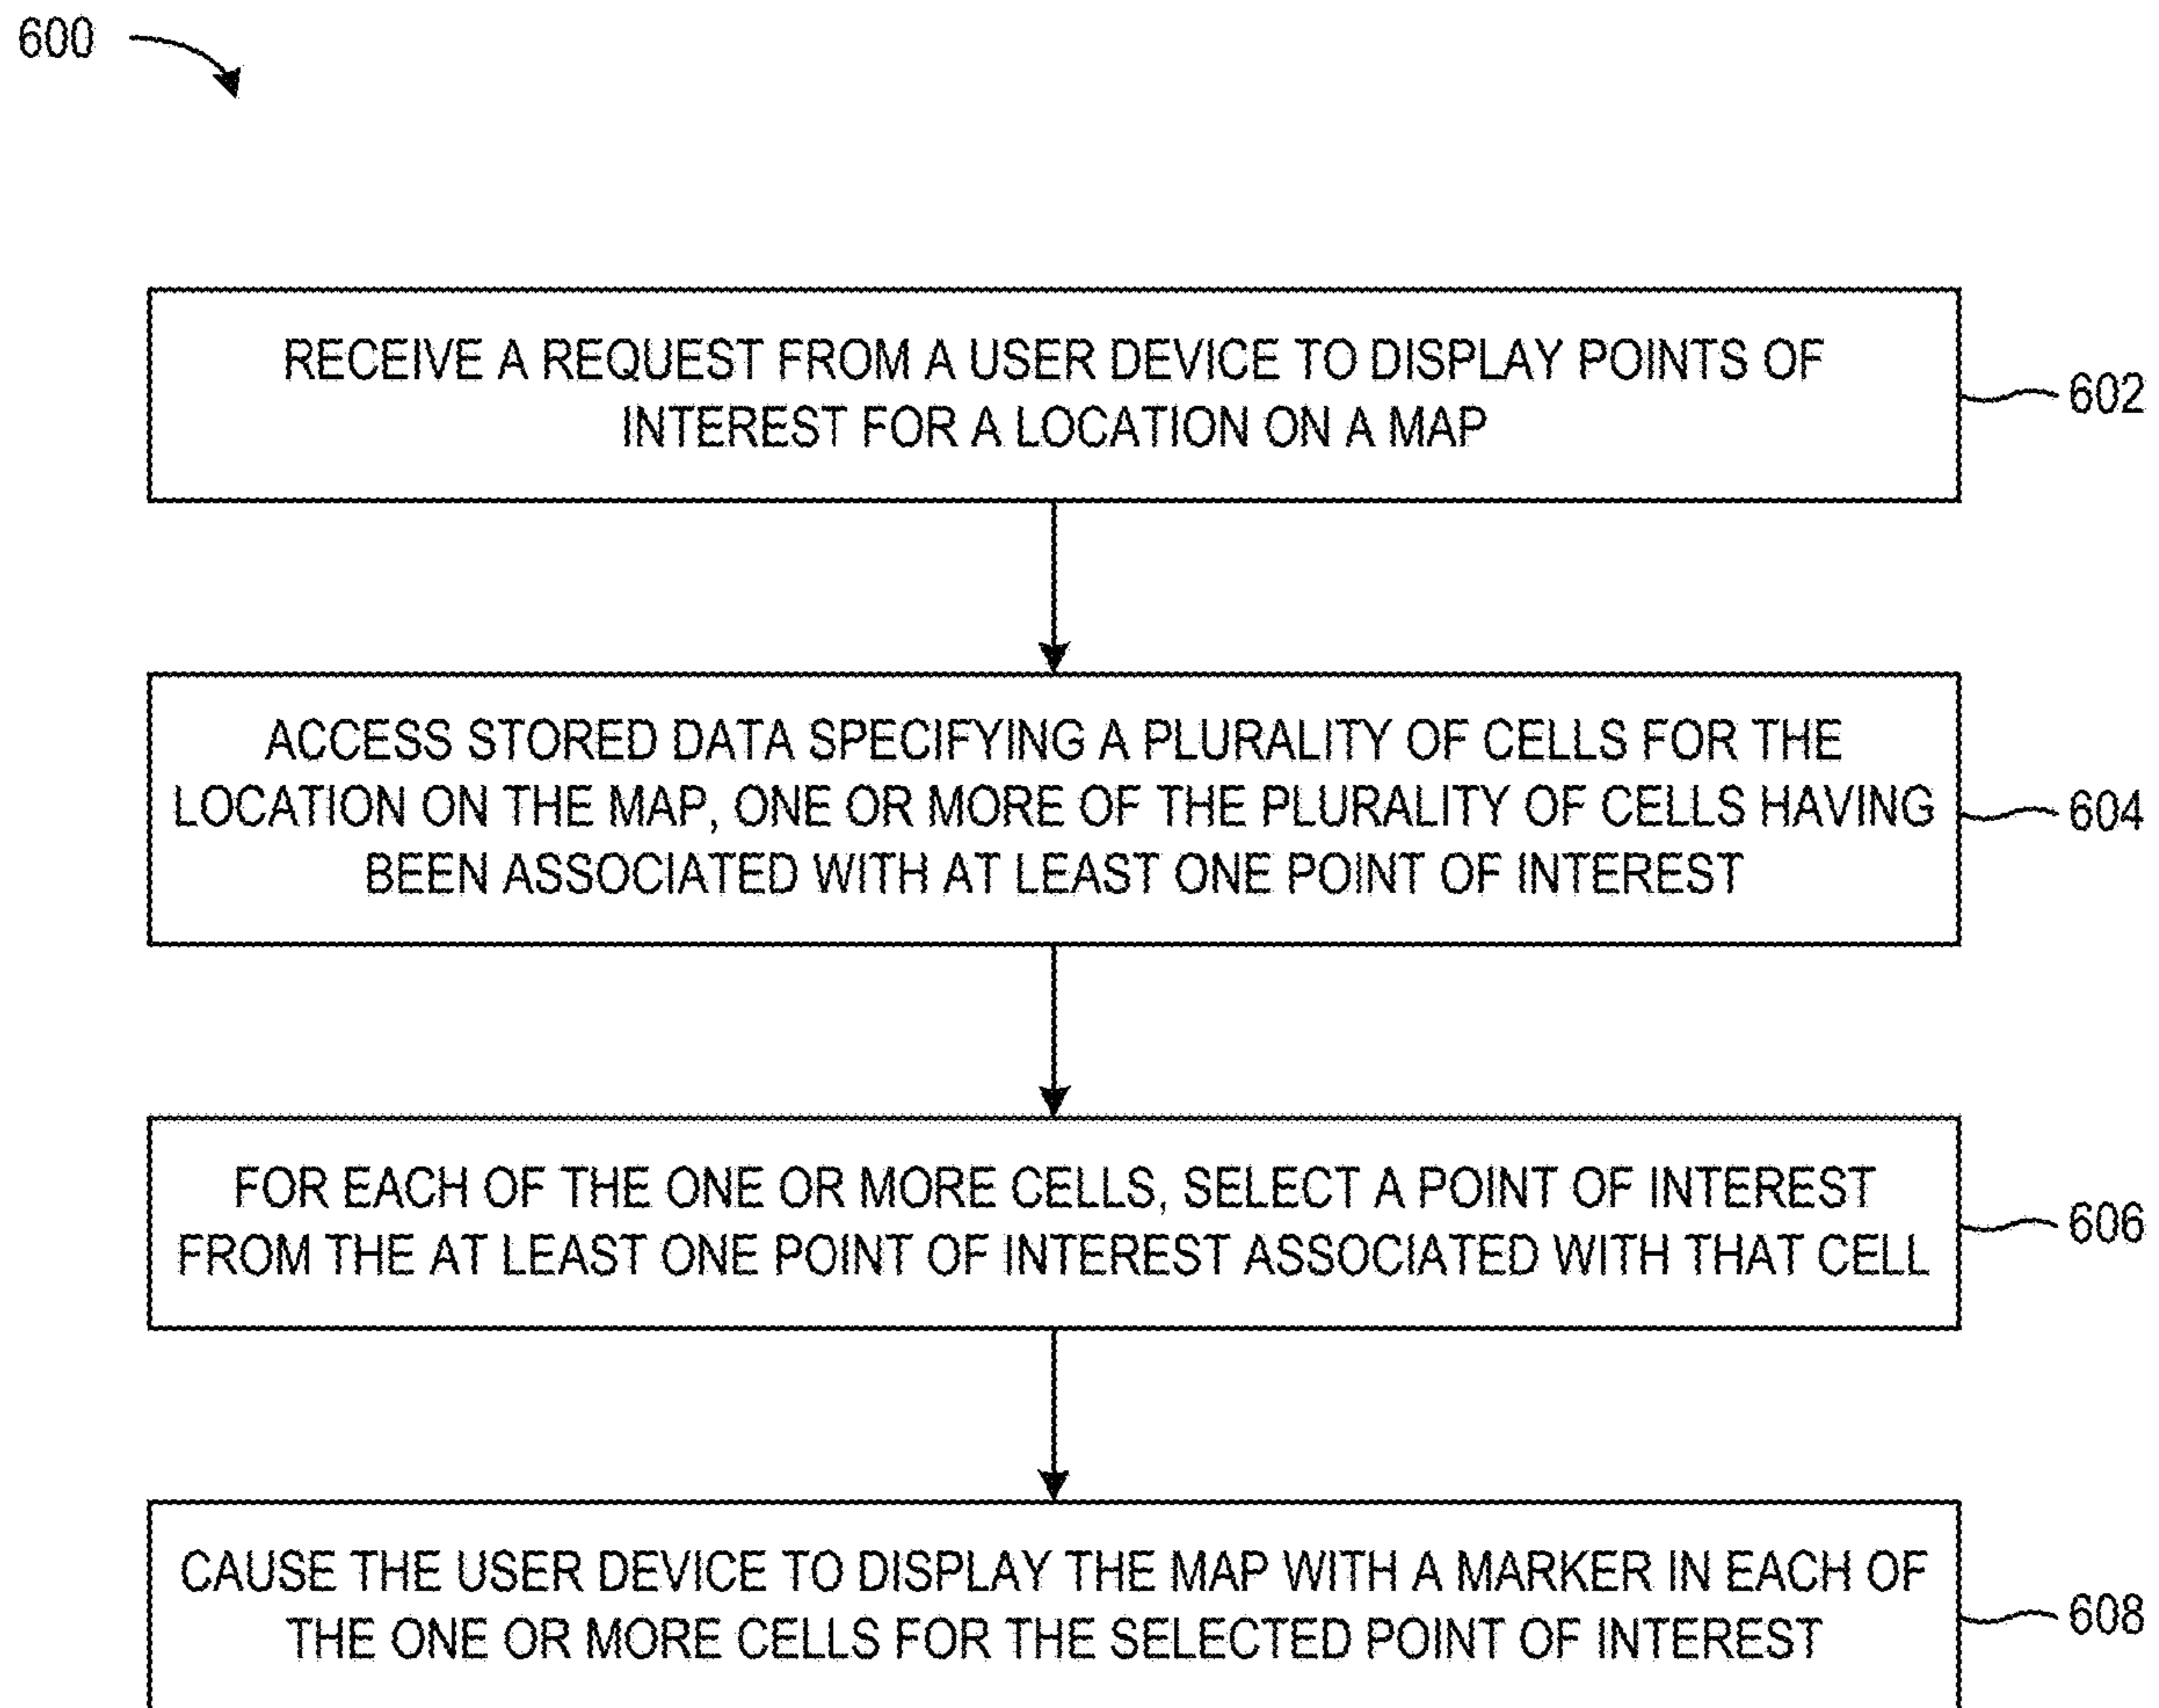 600
RECEIVE A REQUEST FROM A USER DEVICE TO DISPLAY POINTS OF
INTEREST FOR A LOCATION ON A MAP
602
ACCESS STORED DATA SPECIFYING A PLURALITY OF CELLS FOR THE
LOCATION ON THE MAP, ONE OR MORE OF THE PLURALITY OF CELLS HAVING
BEEN ASSOCIATED WITH AT LEAST ONE POINT OF INTEREST
604
FOR EACH OF THE ONE OR MORE CELLS, SELECT A POINT OF INTEREST
FROM THE AT LEAST ONE POINT OF INTEREST ASSOCIATED WITH THAT CELL
606
CAUSE THE USER DEVICE TO DISPLAY THE MAP WITH A MARKER IN EACH OF
THE ONE OR MORE CELLS FOR THE SELECTED POINT OF INTEREST
608